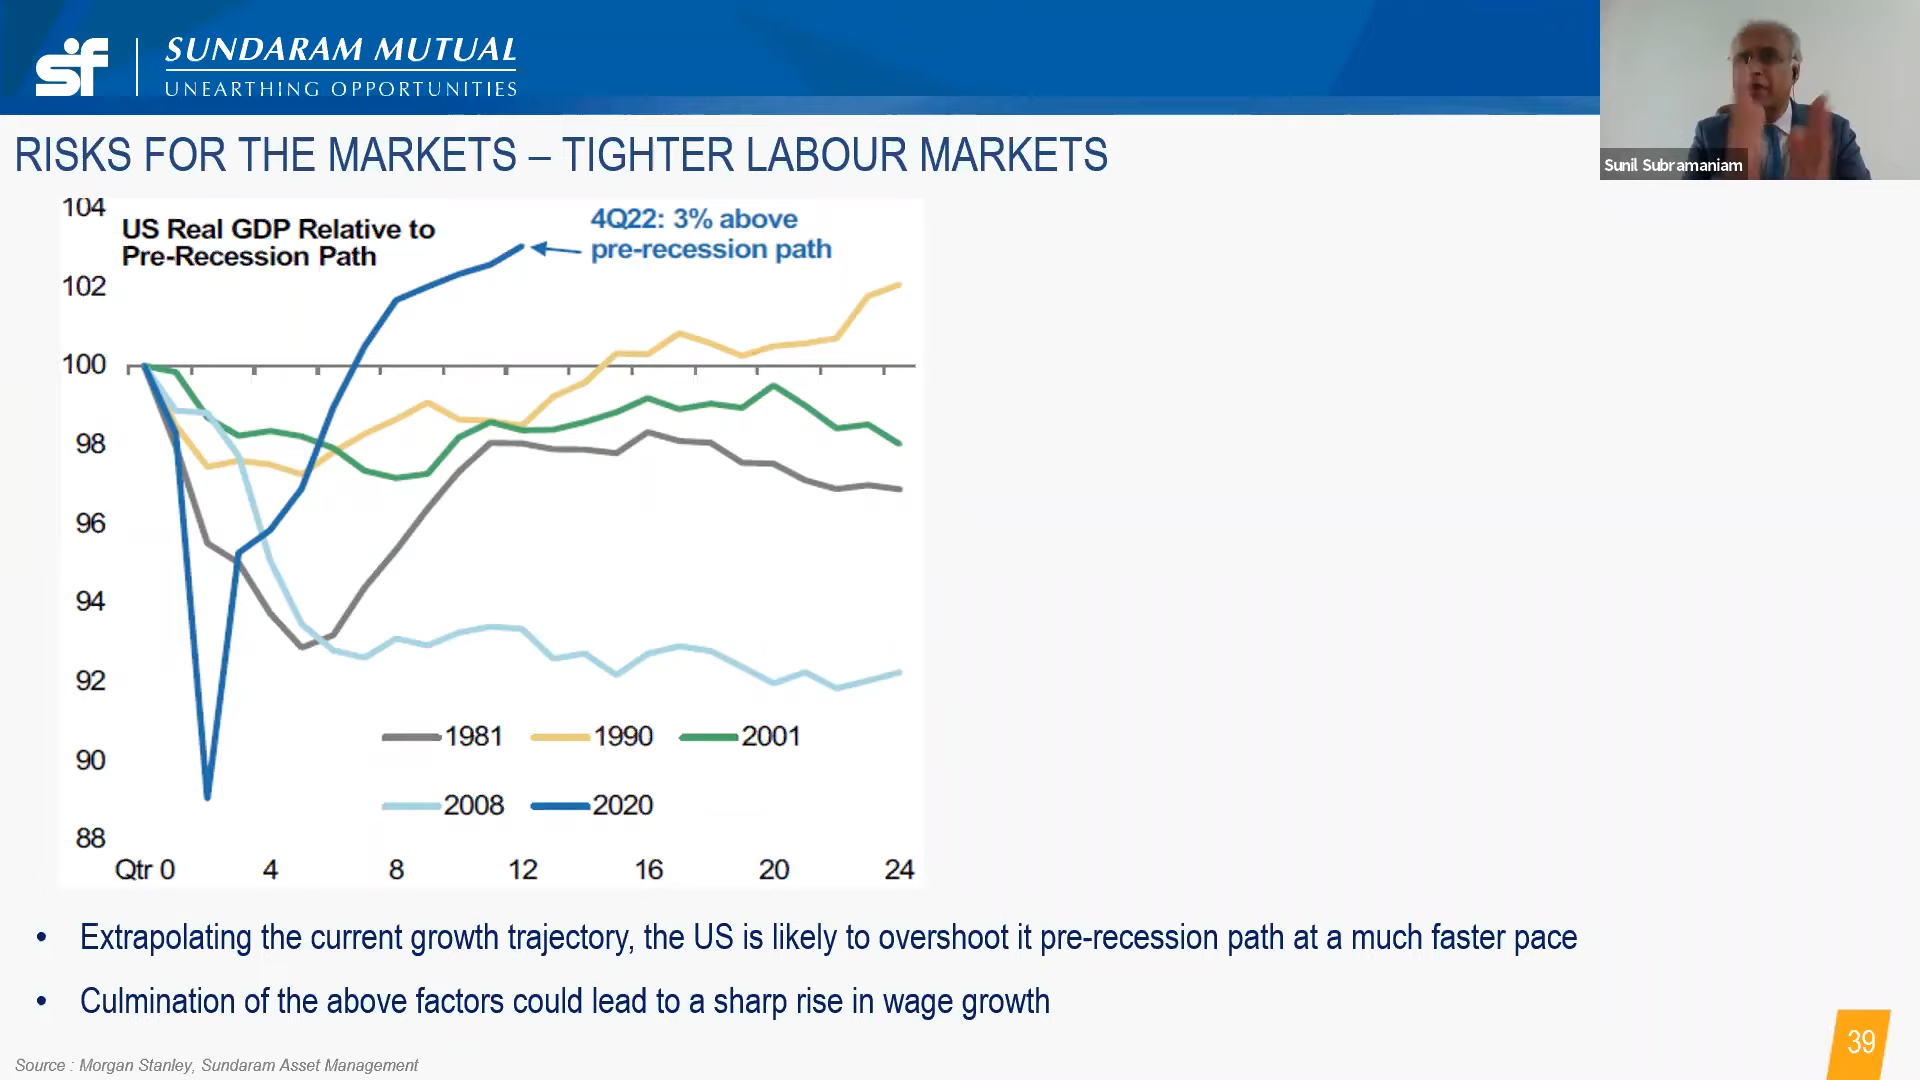 sf
SUNDARAM MUTUAL
UNEARTHING OPPORTUNITIES
Sunil Subramaniam
RISKS FOR THE MARKETS – TIGHTER LABOUR MARKETS
US Real GDP Relative to
Pre-Recession Path
4Q22: 3% above
pre-recession path
104
102
100
98
96
94
92
90
88
1981 1990 2001
2008 2020
Qtr 0 4 8 12 16 20 24
• Extrapolating the current growth trajectory, the US is likely to overshoot it pre-recession path at a much faster pace
• Culmination of the above factors could lead to a sharp rise in wage growth
Source : Morgan Stanley, Sundaram Asset Management
39